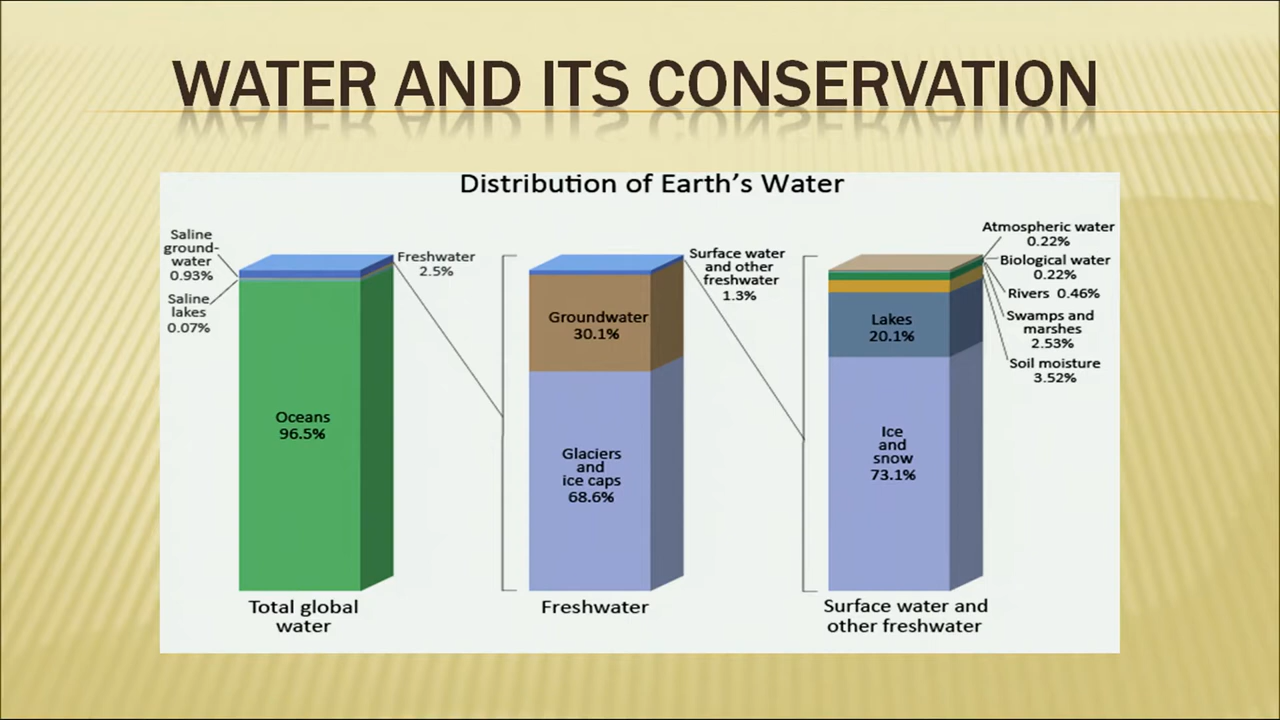 WATER AND ITS CONSERVATION
Distribution of Earth's Water
Saline
ground-
water
0.93%
Saline
lakes
0.07%
Oceans
96.5%
Total global
water
Freshwater
2.5%
Groundwater
30.1%
Glaciers
and
ice caps
68.6%
Freshwater
Surface water
and other
freshwater
1.3%
Lakes
20.1%
Ice
and
snow
73.1%
Surface water and
other freshwater
Atmospheric water
0.22%
Biological water
0.22%
Rivers 0.46%
Swamps and
marshes
2.53%
Soil moisture
3.52%